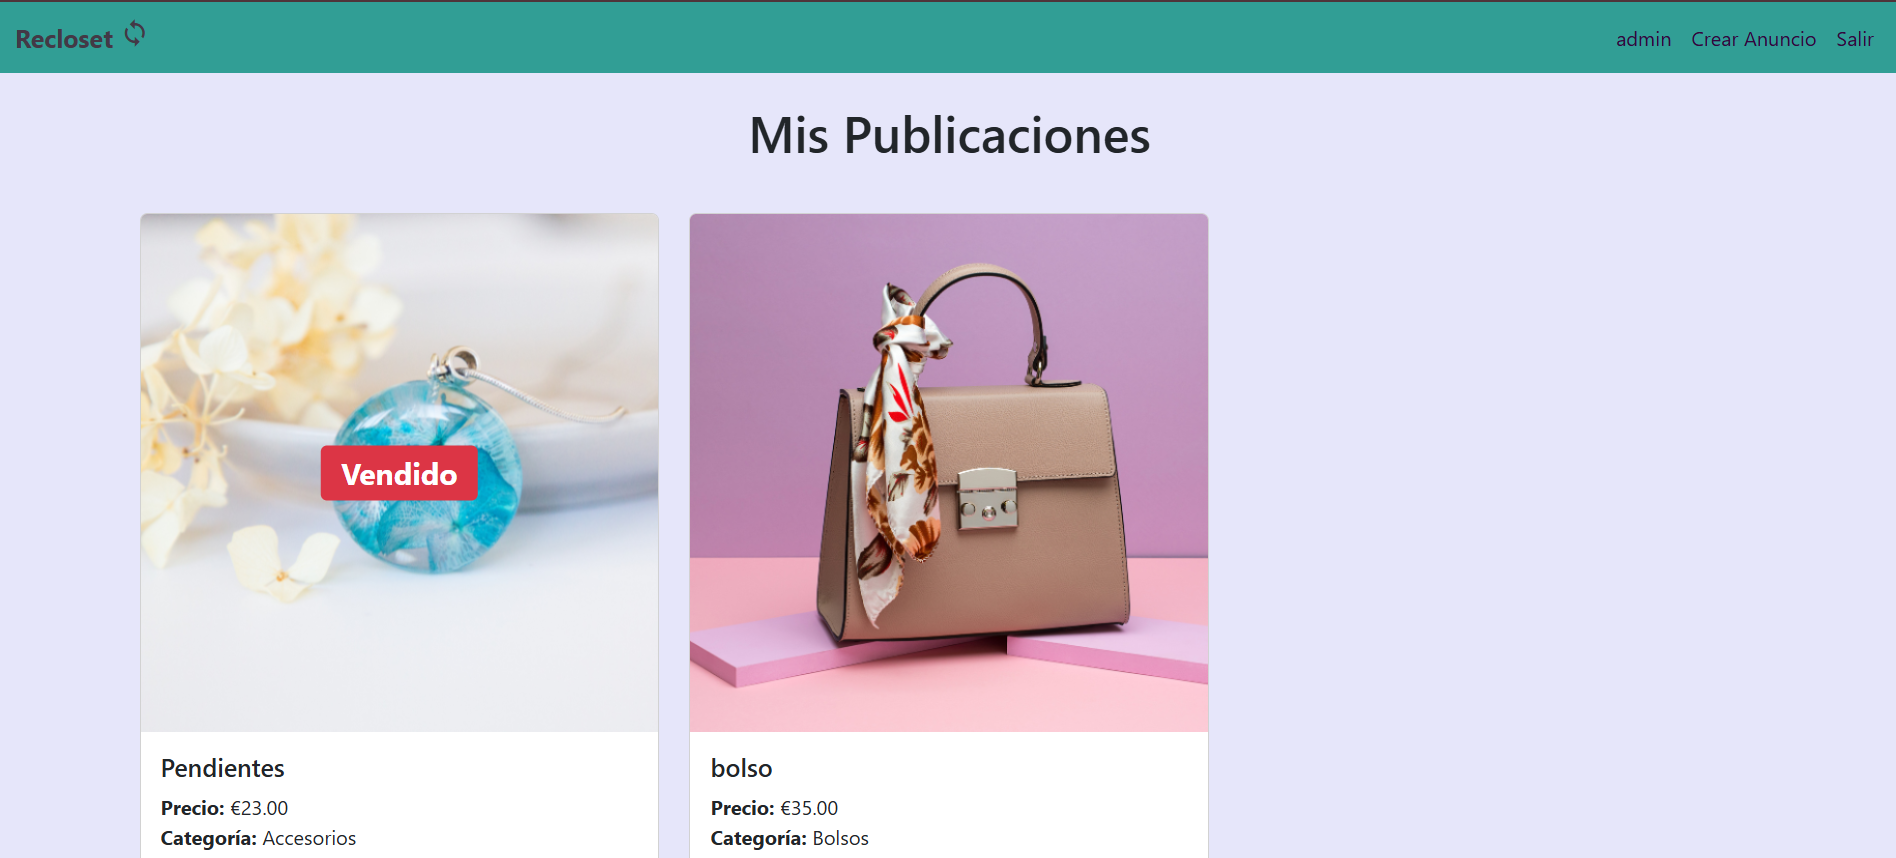 Recloset
admin Crear Anuncio Salir
Mis Publicaciones
Vendido
Pendientes
Precio: €23.00
Categoría: Accesorios
bolso
Precio: €35.00
Categoría: Bolsos